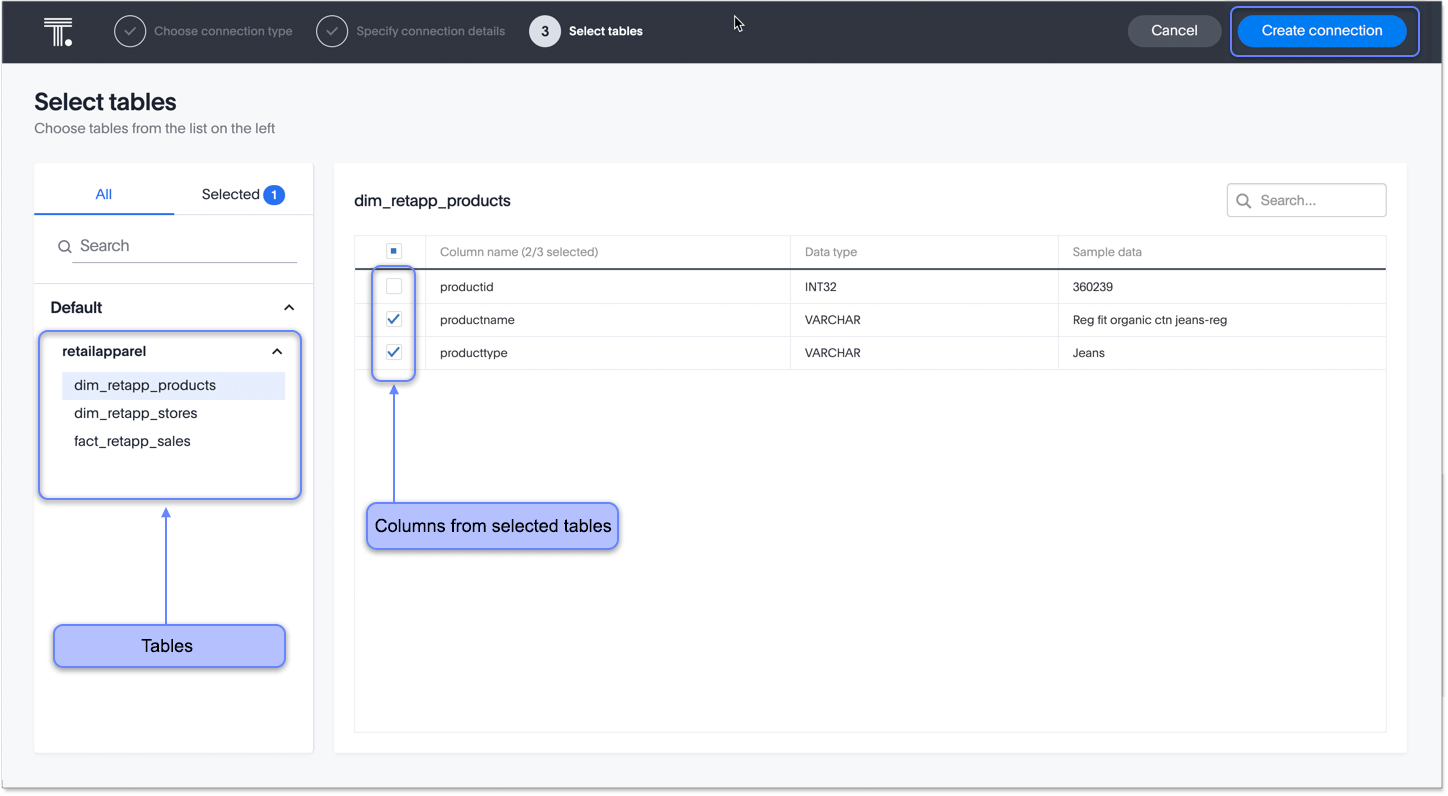 Choose connection type
Specify connection details
3 Select tables
Cancel
Create connection
Select tables
Choose tables from the list on the left
All
Selected 1
Search
Default
retailapparel
dim_retapp_products
dim_retapp_stores
fact_retapp_sales
Tables
dim_retapp_products
Search...
Column name (2/3 selected) Data type Sample data
productid INT32 360239
productname VARCHAR Reg fit organic ctn jeans-reg
producttype VARCHAR Jeans
Columns from selected tables